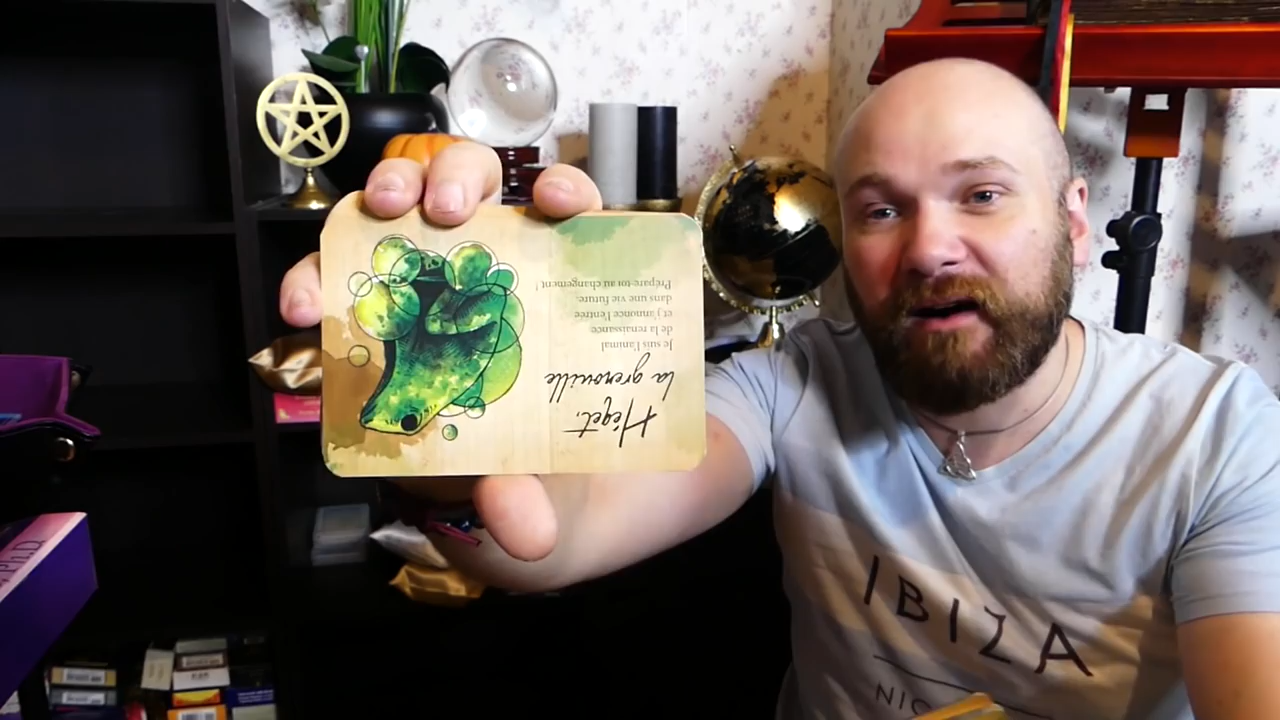 Heqet,
la grenouille
Je suis l'animal
de la renaissance
et j'annonce l'entrée
dans une vie future.
Prépare-toi au changement !
IBIZA
PH.D.